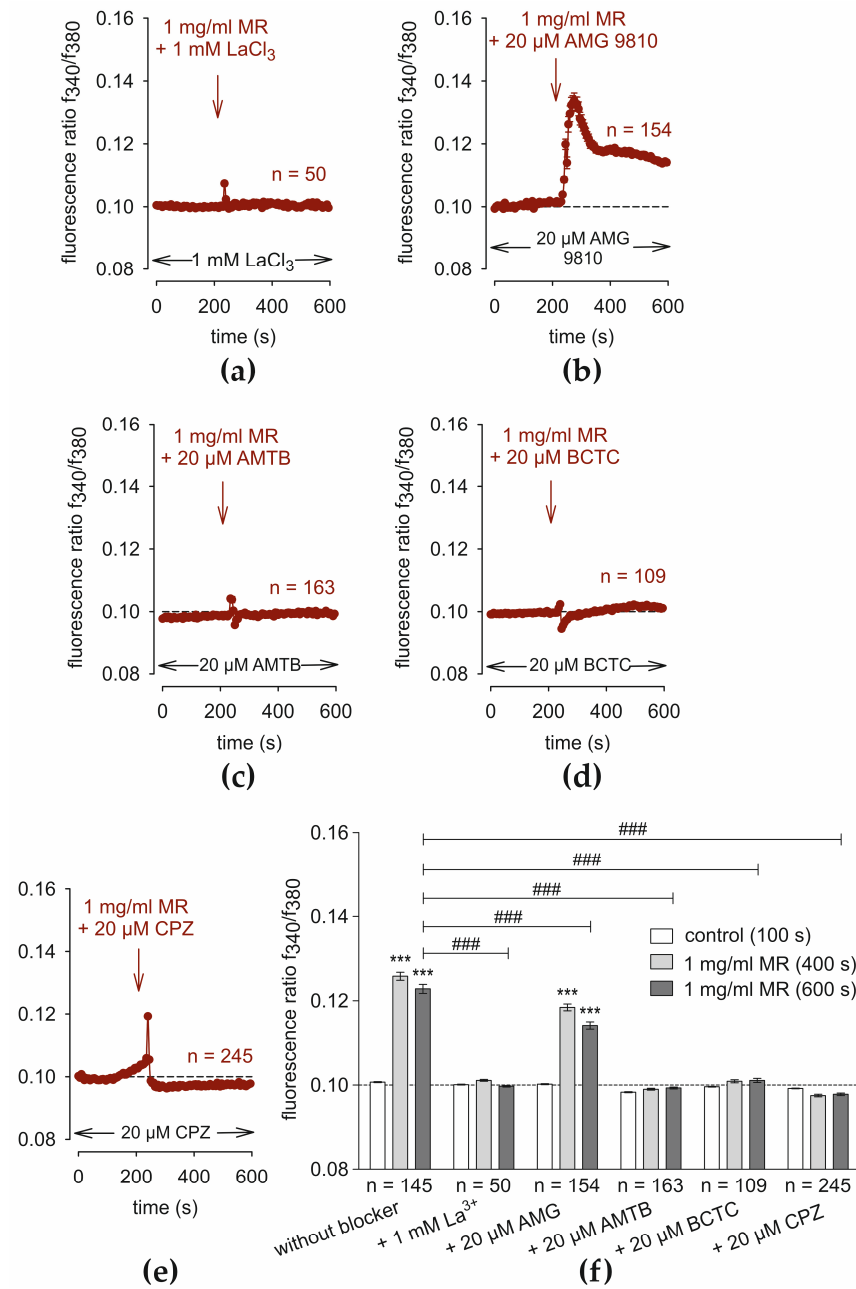 1 mg/ml MR
+ 1 mM LaCl3
fluorescence ratio f340/f380
0.16
0.14
0.12
0.10
0.08
n = 50
1 mM LaCl3
0 200 400 600
time (s)
(a)
1 mg/ml MR
+ 20 µM AMG 9810
fluorescence ratio f340/f380
0.16
0.14
0.12
0.10
0.08
n = 154
20 µM AMG
9810
0 200 400 600
time (s)
(b)
1 mg/ml MR
+ 20 µM AMTB
fluorescence ratio f340/f380
0.16
0.14
0.12
0.10
0.08
n = 163
20 µM AMTB
0 200 400 600
time (s)
(c)
1 mg/ml MR
+ 20 µM BCTC
fluorescence ratio f340/f380
0.16
0.14
0.12
0.10
0.08
n = 109
20 µM BCTC
0 200 400 600
time (s)
(d)
1 mg/ml MR
+ 20 µM CPZ
fluorescence ratio f340/f380
0.16
0.14
0.12
0.10
0.08
n = 245
20 µM CPZ
0 200 400 600
time (s)
(e)
fluorescence ratio f340/f380
0.16
0.14
0.12
0.10
0.08
###
###
###
###
###
control (100 s)
1 mg/ml MR (400 s)
1 mg/ml MR (600 s)
*** ***
*** ***
n = 145 n = 50 n = 154 n = 163 n = 109 n = 245
without blocker
+ 1 mM La3+
+ 20 µM AMG
+ 20 µM AMTB
+ 20 µM BCTC
+ 20 µM CPZ
(f)